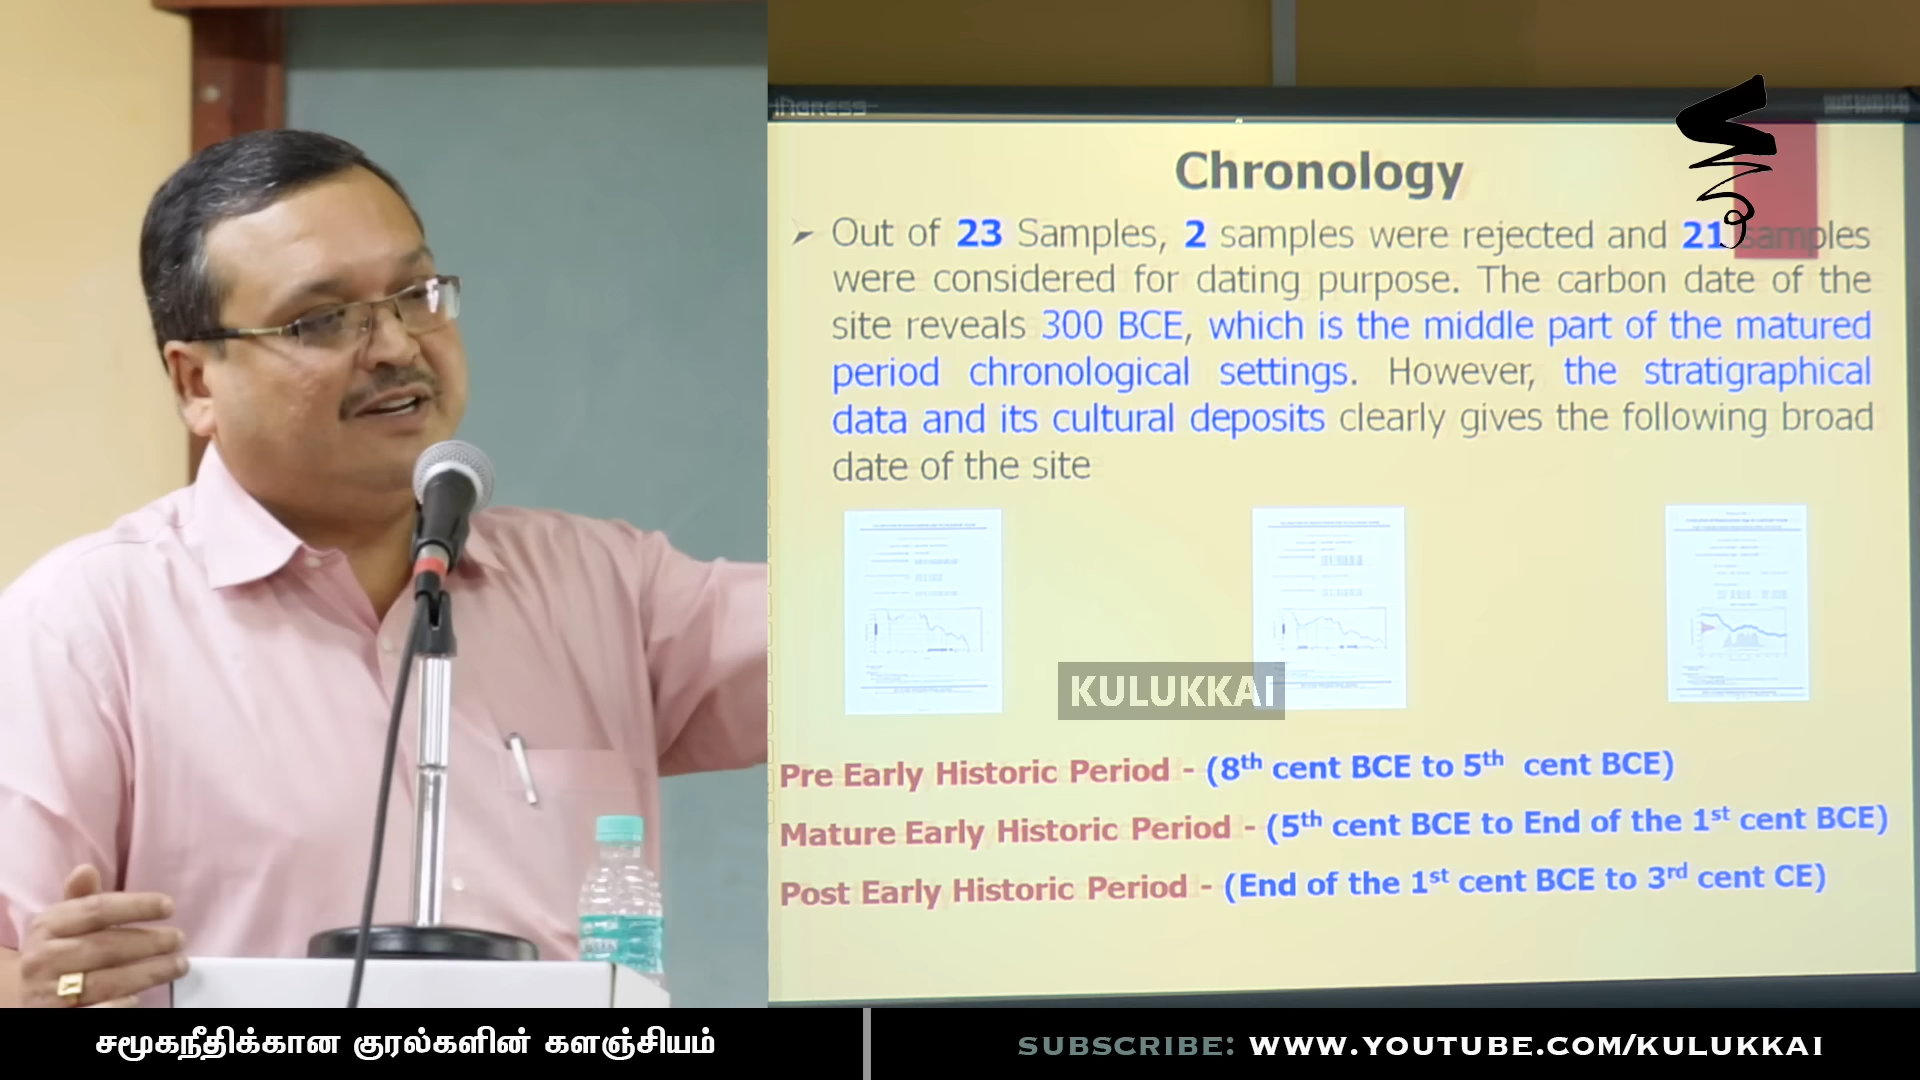 INGRESS
Chronology
➢ Out of 23 Samples, 2 samples were rejected and 21 samples
were considered for dating purpose. The carbon date of the
site reveals 300 BCE, which is the middle part of the matured
period chronological settings. However, the stratigraphical
data and its cultural deposits clearly gives the following broad
date of the site
KULUKKAI
Pre Early Historic Period - (8th cent BCE to 5th cent BCE)
Mature Early Historic Period - (5th cent BCE to End of the 1st cent BCE)
Post Early Historic Period - (End of the 1st cent BCE to 3rd cent CE)
சமூகநீதிக்கான குரல்களின் களஞ்சியம்
SUBSCRIBE: WWW.YOUTUBE.COM/KULUKKAI